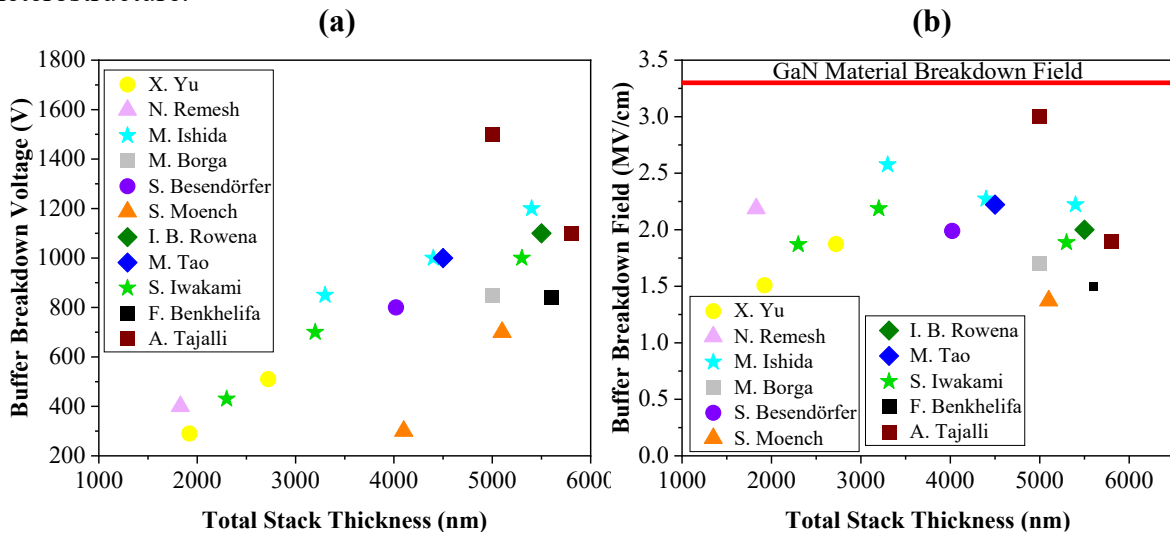 (a)
Buffer Breakdown Voltage (V)
1800
1600
1400
1200
1000
800
600
400
200
X. Yu
N. Remesh
M. Ishida
M. Borga
S. Besendörfer
S. Moench
I. B. Rowena
M. Tao
S. Iwakami
F. Benkhelifa
A. Tajalli
1000 2000 3000 4000 5000 6000
Total Stack Thickness (nm)
(b)
Buffer Breakdown Field (MV/cm)
3.5
3.0
2.5
2.0
1.5
1.0
0.5
0.0
GaN Material Breakdown Field
X. Yu
N. Remesh
M. Ishida
M. Borga
S. Besendörfer
S. Moench
I. B. Rowena
M. Tao
S. Iwakami
F. Benkhelifa
A. Tajalli
1000 2000 3000 4000 5000 6000
Total Stack Thickness (nm)